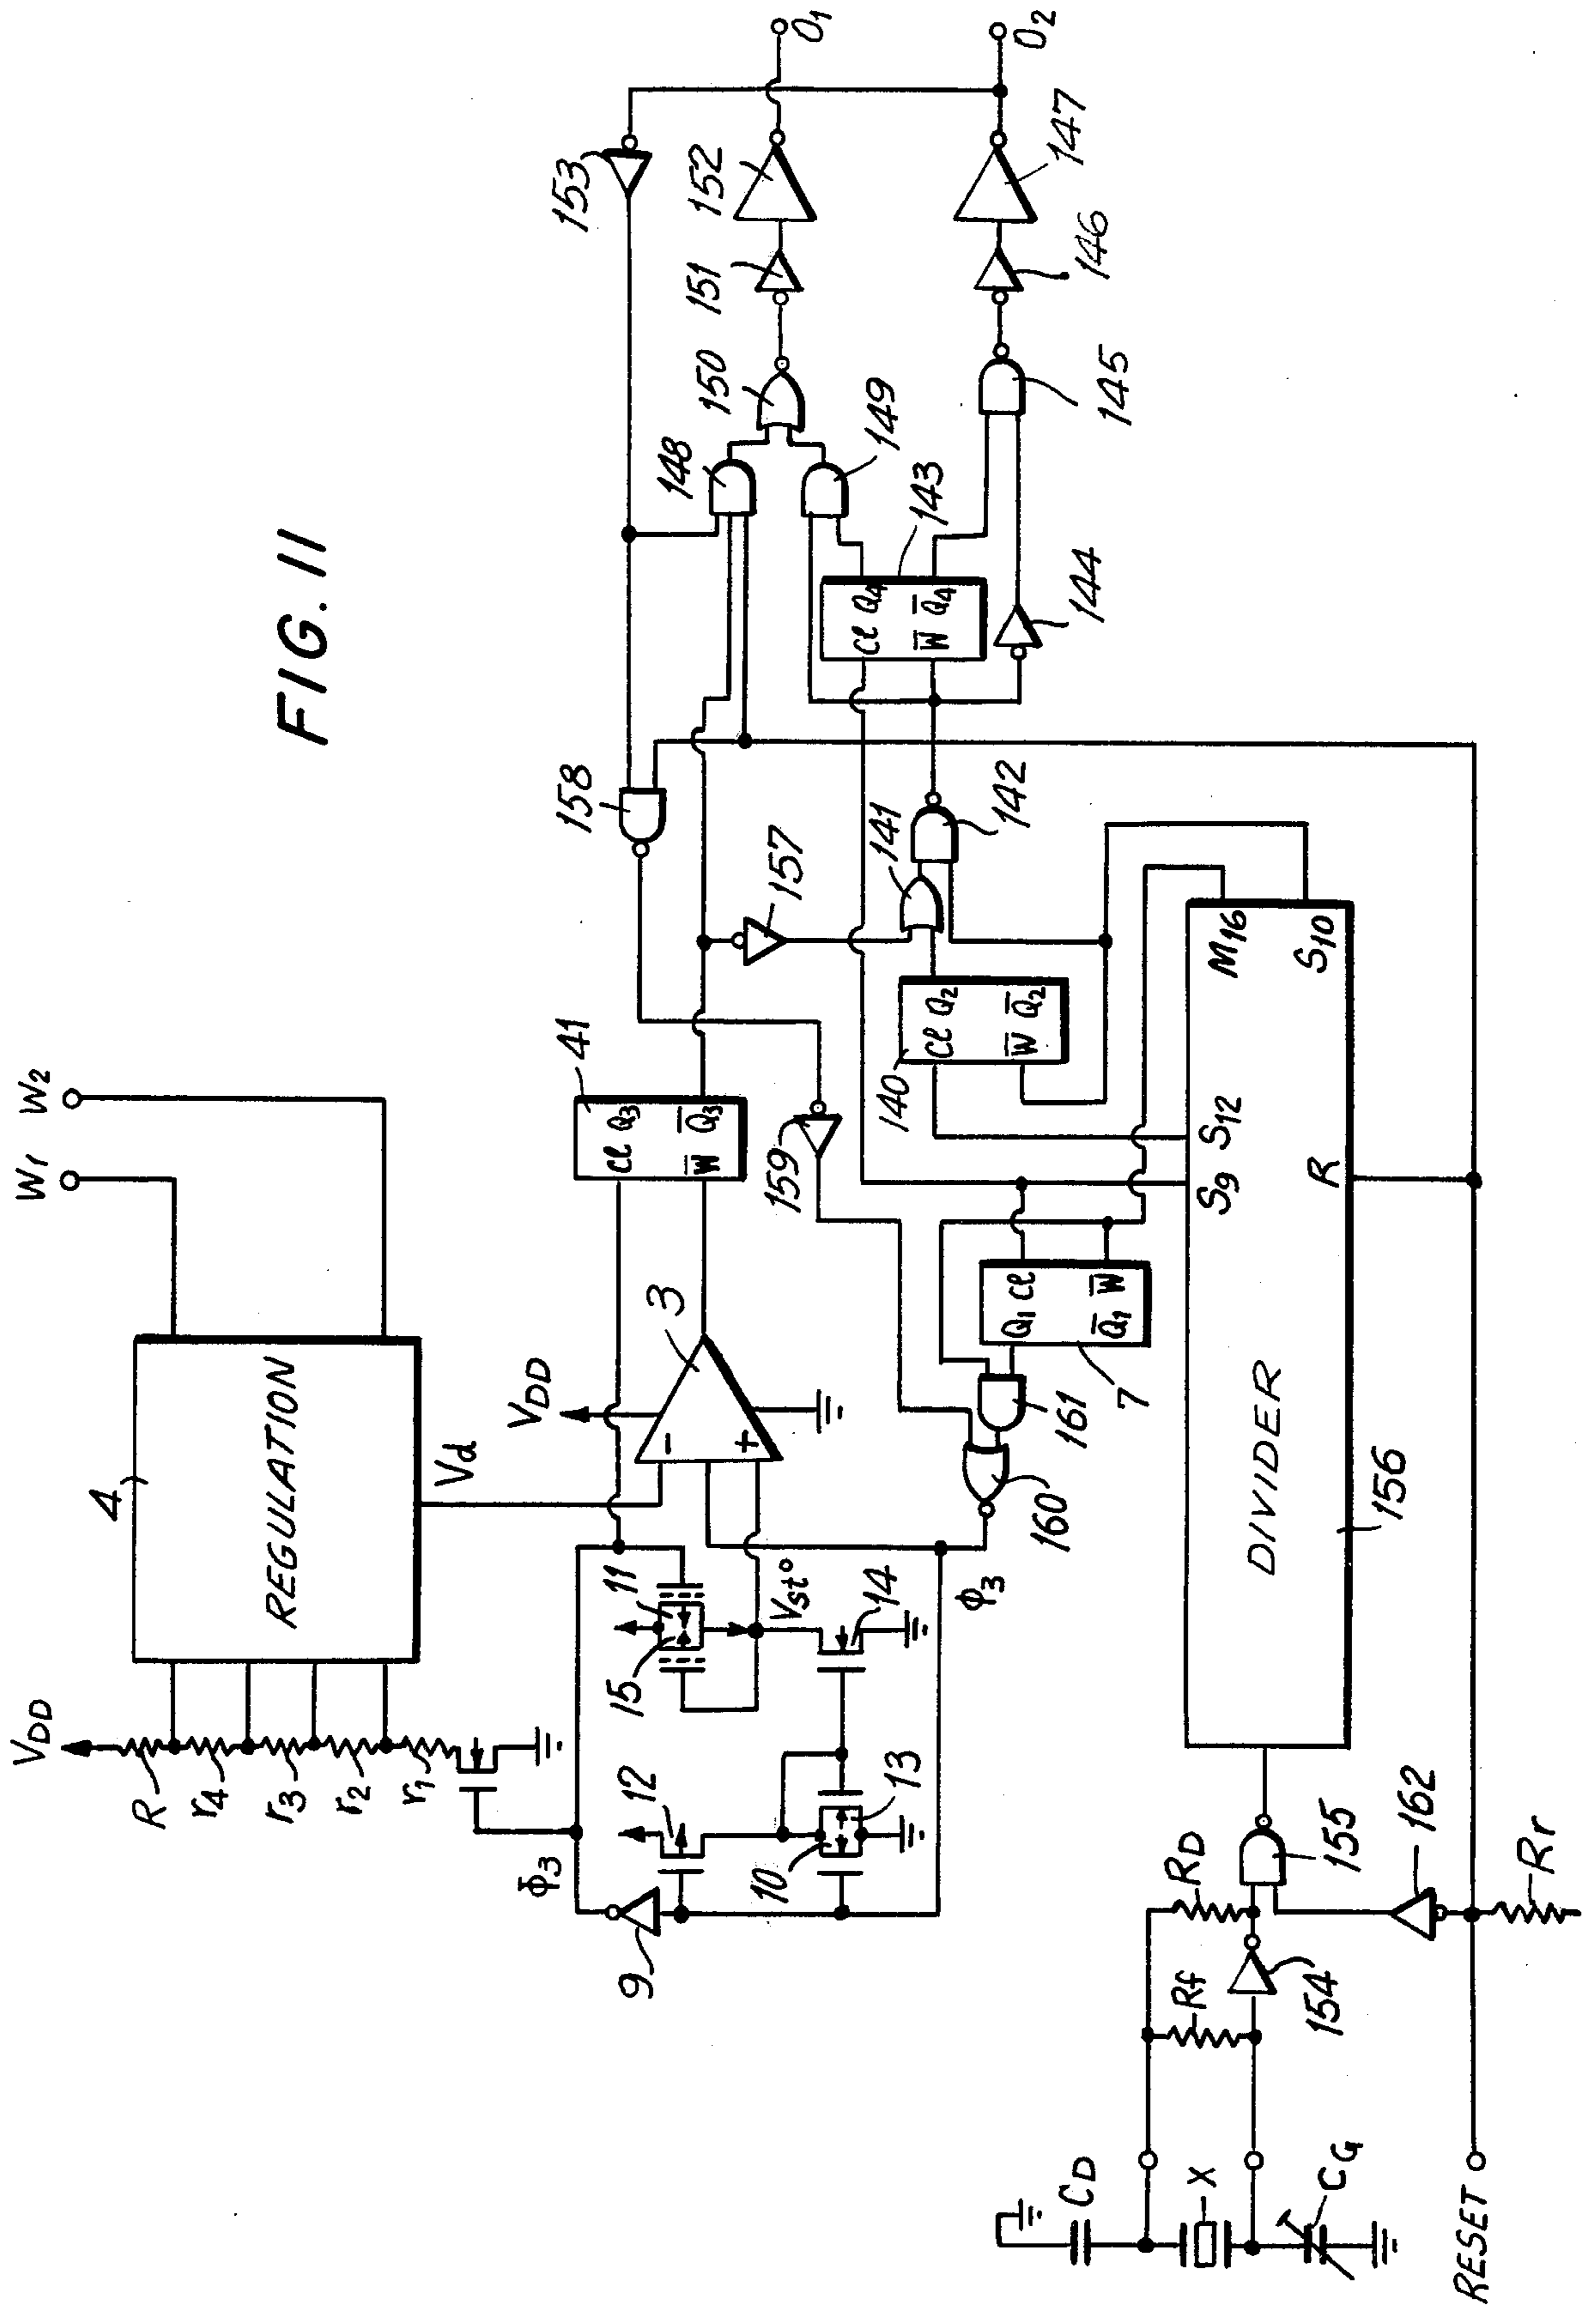 FIG. 11
W1
W2
4
REGULATION
VDD
R
r4
r3
r2
r1
Vd
VDD
3
-
+
41
Cl Q3
W̅ Q̅3
Φ̅3
9
12
10
13
15
11
Vst°
14
Φ3
160
161
159
Q1 Cl
Q̅1 W̅
7
158
157
140
Cl Q2
W̅ Q̅2
141
142
Cl Q4
W̅ Q̅4
143
144
148
149
150
151
152
153
145
146
147
O1
O2
DIVIDER
156
S9
S12
M16
S10
R
155
162
154
RD
Rf
Rr
CD
X
CG
RESET